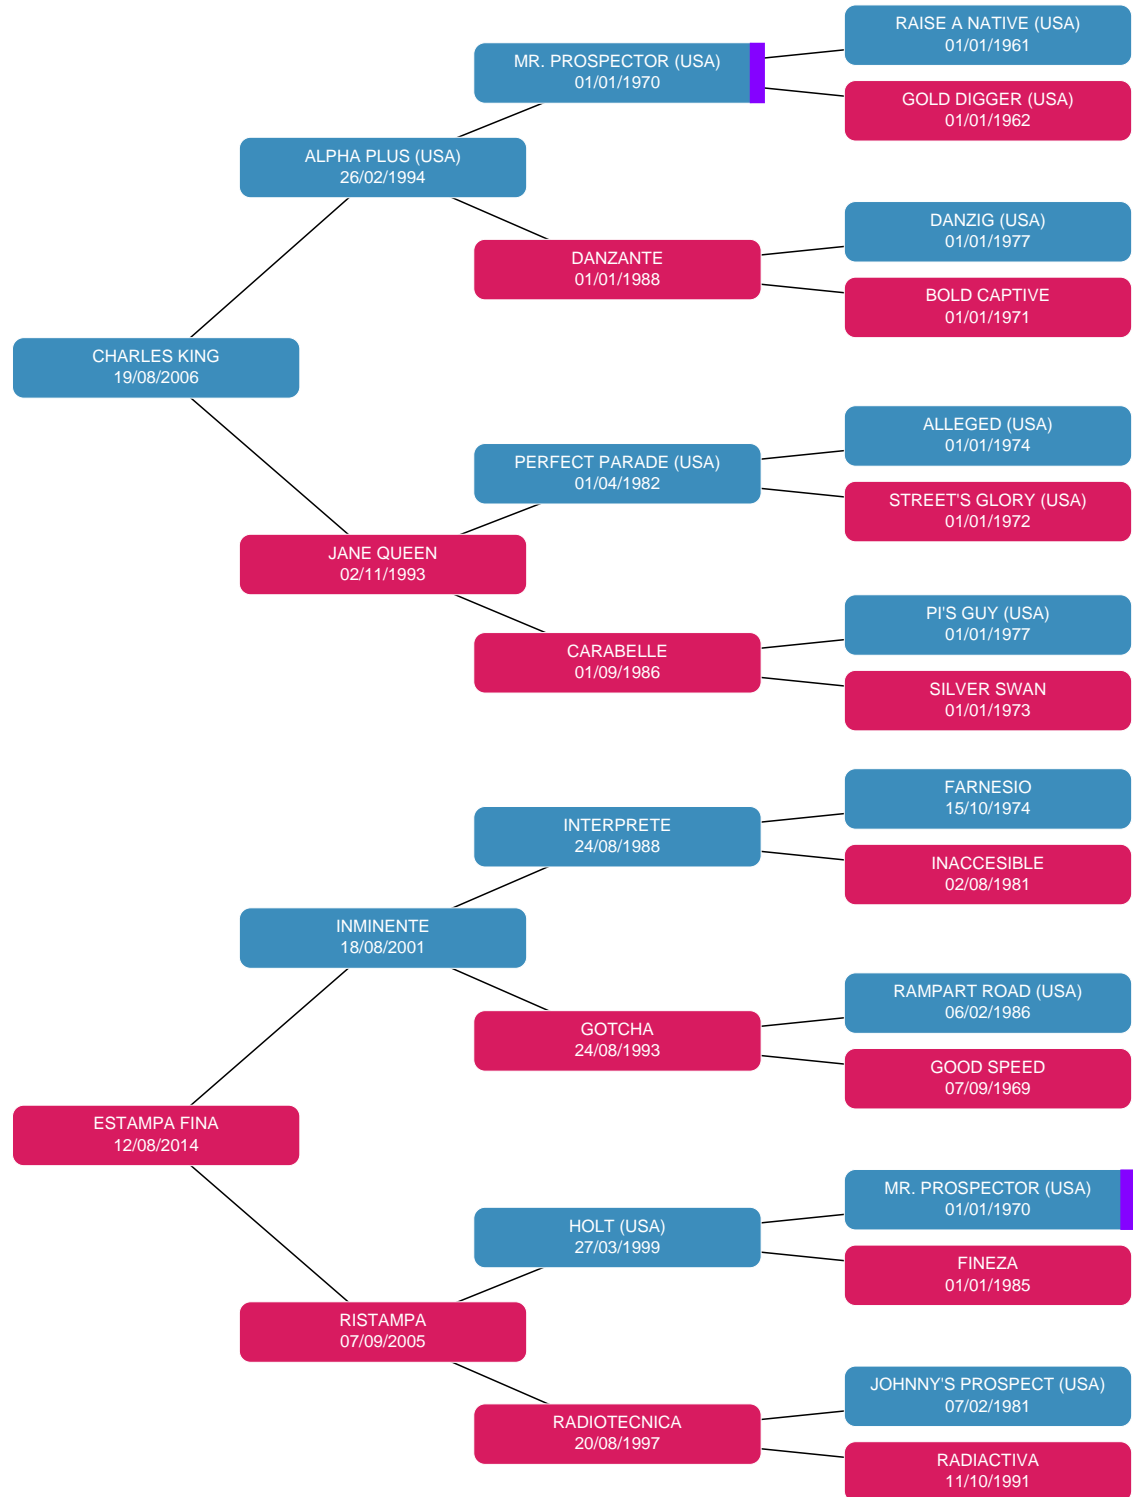 RAISE A NATIVE (USA)
01/01/1961
MR. PROSPECTOR (USA)
01/01/1970
GOLD DIGGER (USA)
01/01/1962
ALPHA PLUS (USA)
26/02/1994
DANZIG (USA)
01/01/1977
DANZANTE
01/01/1988
BOLD CAPTIVE
01/01/1971
CHARLES KING
19/08/2006
ALLEGED (USA)
01/01/1974
PERFECT PARADE (USA)
01/04/1982
STREET'S GLORY (USA)
01/01/1972
JANE QUEEN
02/11/1993
PI'S GUY (USA)
01/01/1977
CARABELLE
01/09/1986
SILVER SWAN
01/01/1973
FARNESIO
15/10/1974
INTERPRETE
24/08/1988
INACCESIBLE
02/08/1981
INMINENTE
18/08/2001
RAMPART ROAD (USA)
06/02/1986
GOTCHA
24/08/1993
GOOD SPEED
07/09/1969
ESTAMPA FINA
12/08/2014
MR. PROSPECTOR (USA)
01/01/1970
HOLT (USA)
27/03/1999
FINEZA
01/01/1985
RISTAMPA
07/09/2005
JOHNNY'S PROSPECT (USA)
07/02/1981
RADIOTECNICA
20/08/1997
RADIACTIVA
11/10/1991